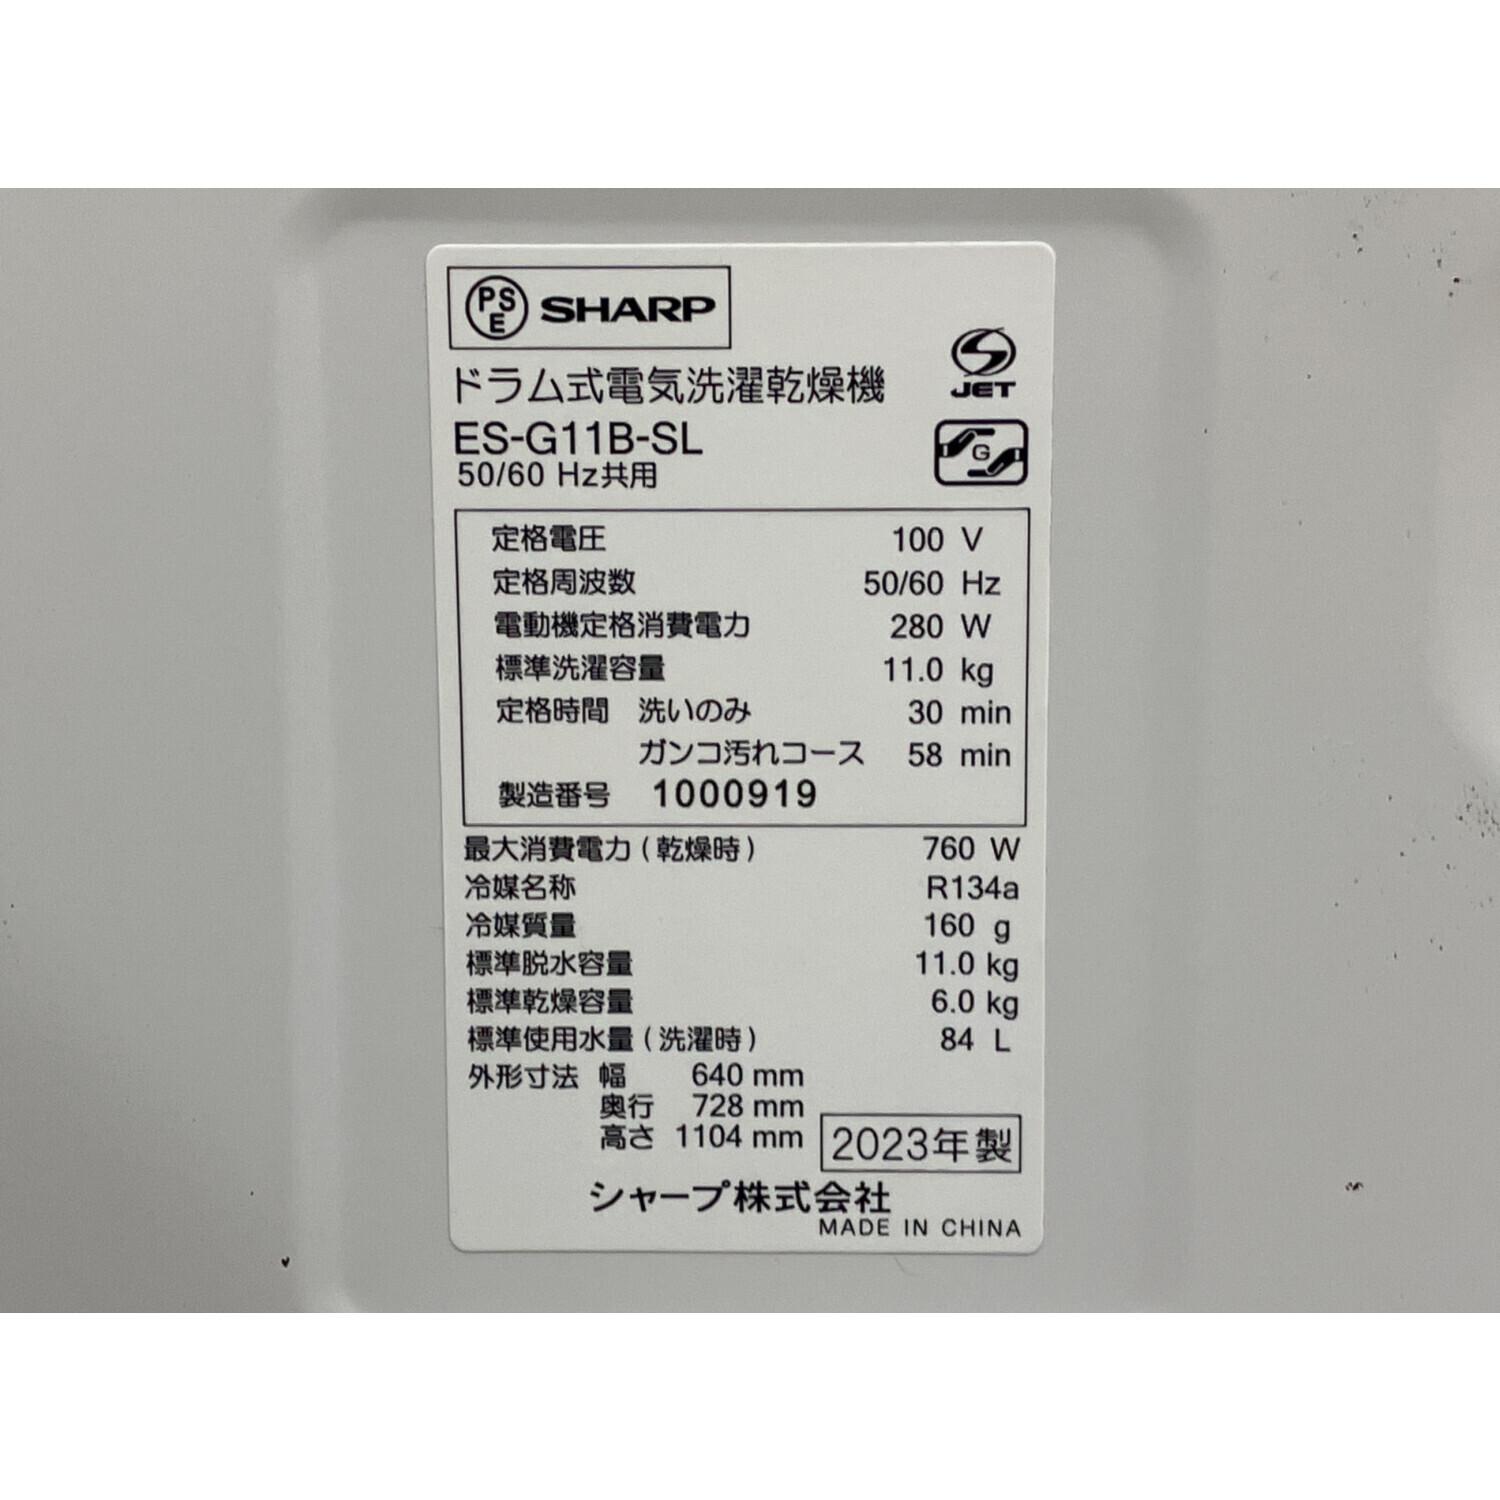 PSE SHARP
JET
ドラム式電気洗濯乾燥機
ES-G11B-SL
G
50/60 Hz共用
定格電圧 100 V
定格周波数 50/60 Hz
電動機定格消費電力 280 W
標準洗濯容量 11.0 kg
定格時間 洗いのみ 30 min
ガンコ汚れコース 58 min
製造番号 1000919
最大消費電力(乾燥時) 760 W
冷媒名称 R134a
冷媒質量 160 g
標準脱水容量 11.0 kg
標準乾燥容量 6.0 kg
標準使用水量(洗濯時) 84 L
外形寸法 幅 640 mm
奥行 728 mm
高さ 1104 mm
2023年製
シャープ株式会社
MADE IN CHINA